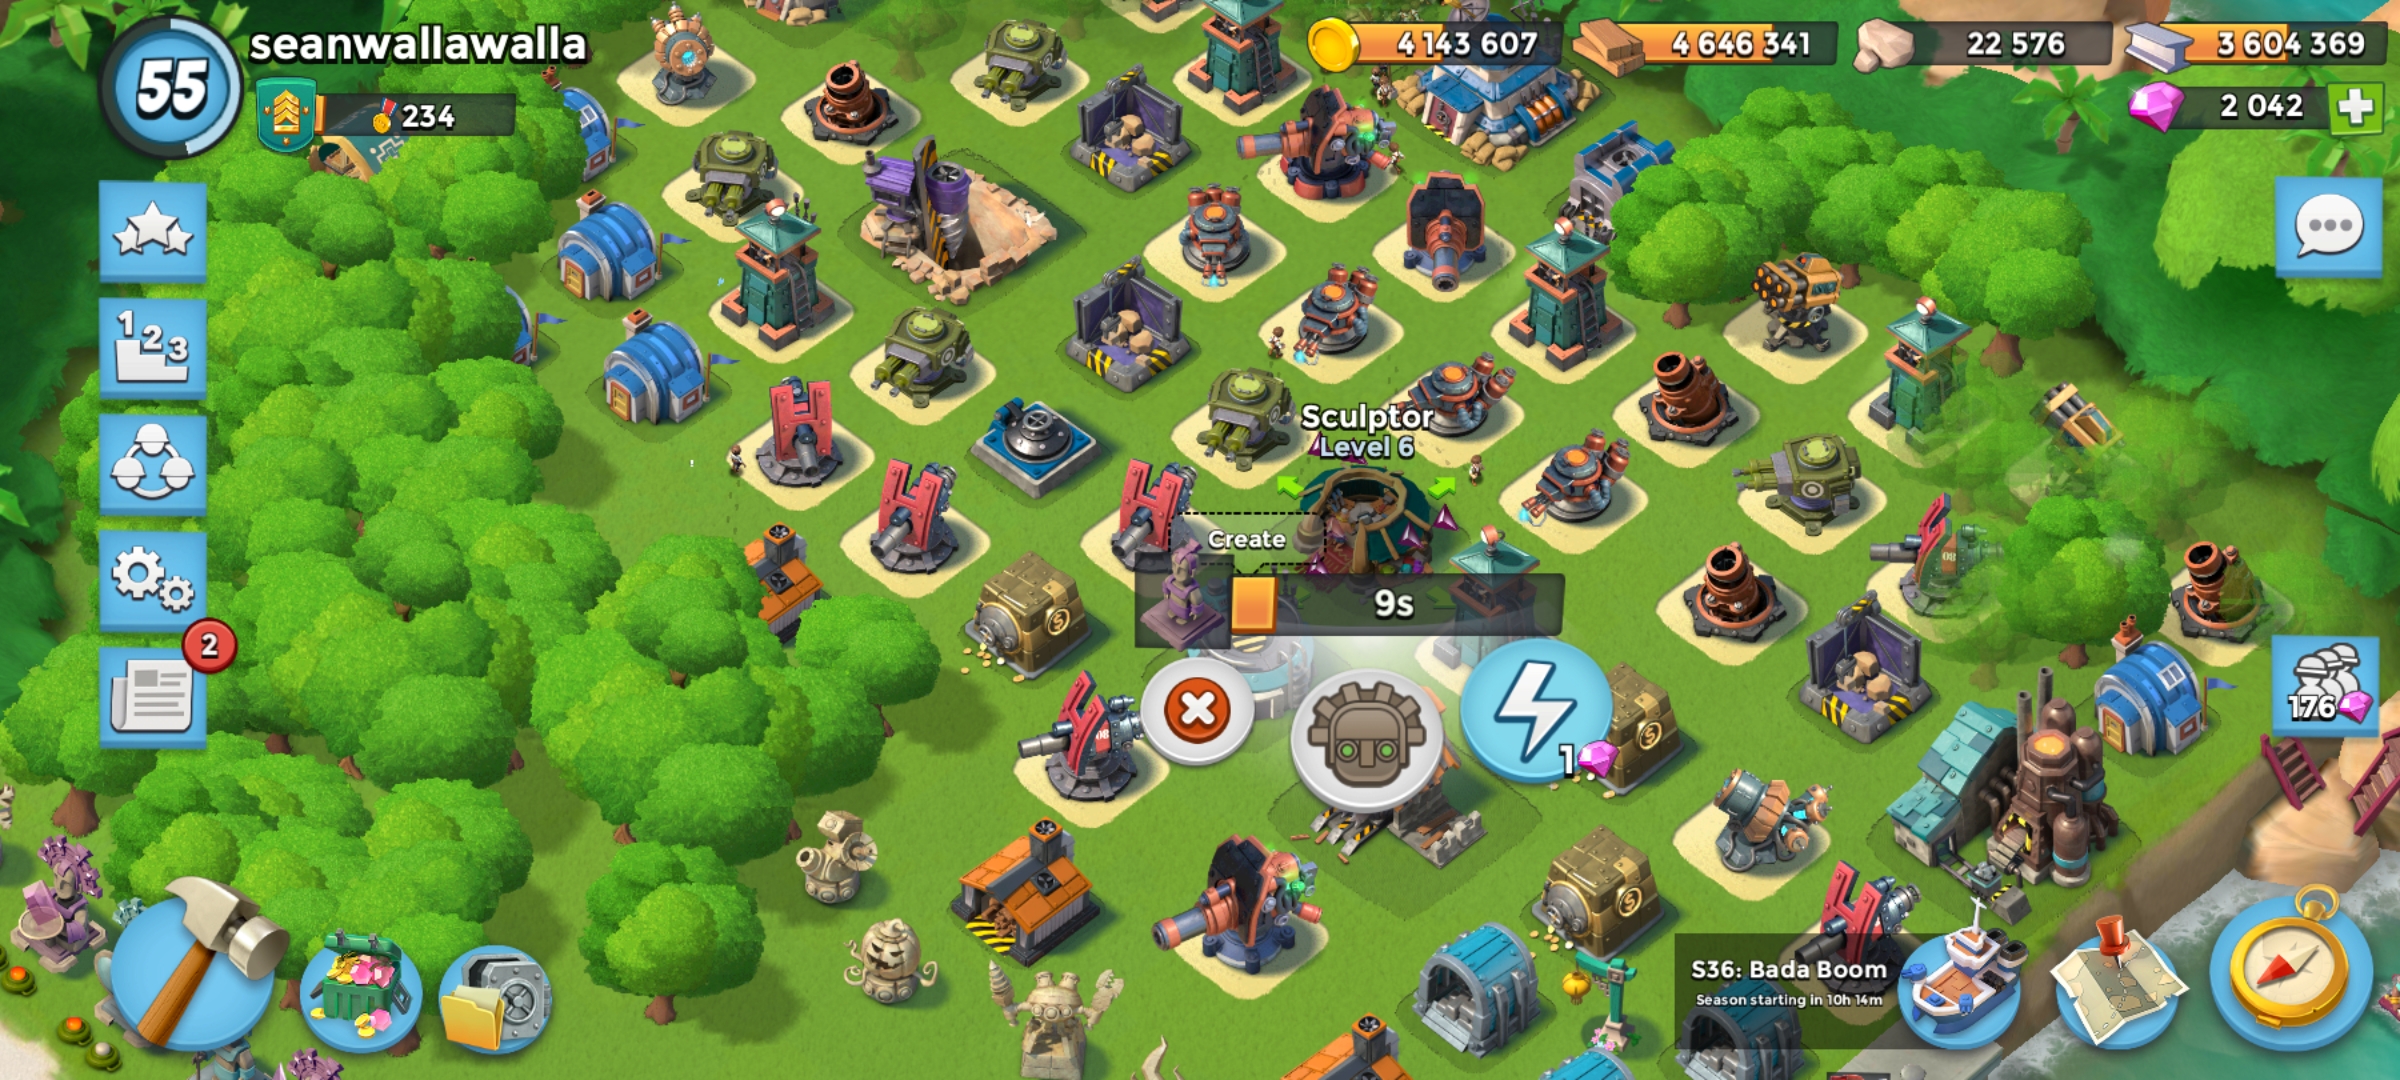 55
seanwallawalla
234
4 143 607
4 646 341
22 576
3 604 369
2 042
123
2
Sculptor
Level 6
Create
9s
1
176
S36: Bada Boom
Season starting in 10h 14m